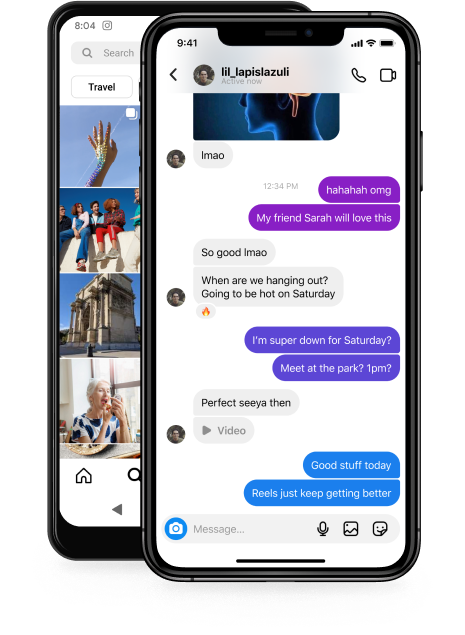 8:04
Search
Travel
9:41
lil_lapislazuli
Active now
lmao
12:34 PM
hahahah omg
My friend Sarah will love this
So good lmao
When are we hanging out?
Going to be hot on Saturday
I'm super down for Saturday?
Meet at the park? 1pm?
Perfect seeya then
Video
Good stuff today
Reels just keep getting better
Message...